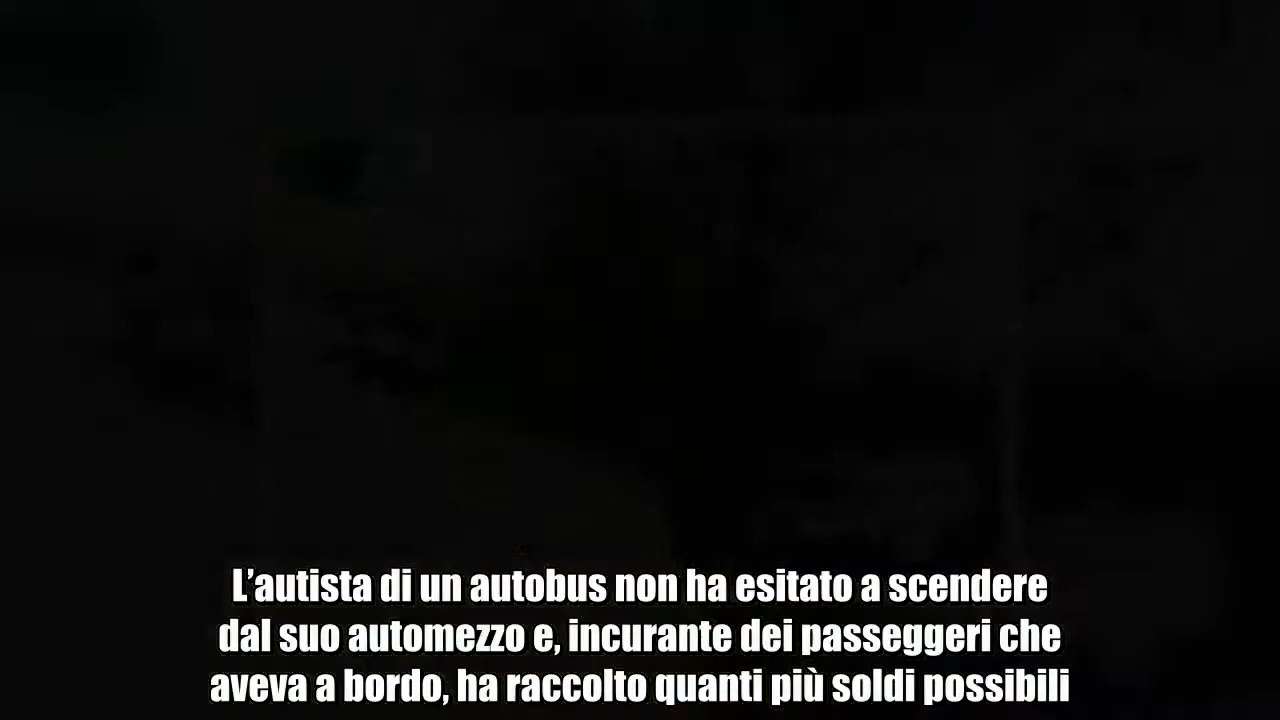 L’autista di un autobus non ha esitato a scendere
dal suo automezzo e, incurante dei passeggeri che
aveva a bordo, ha raccolto quanti più soldi possibili